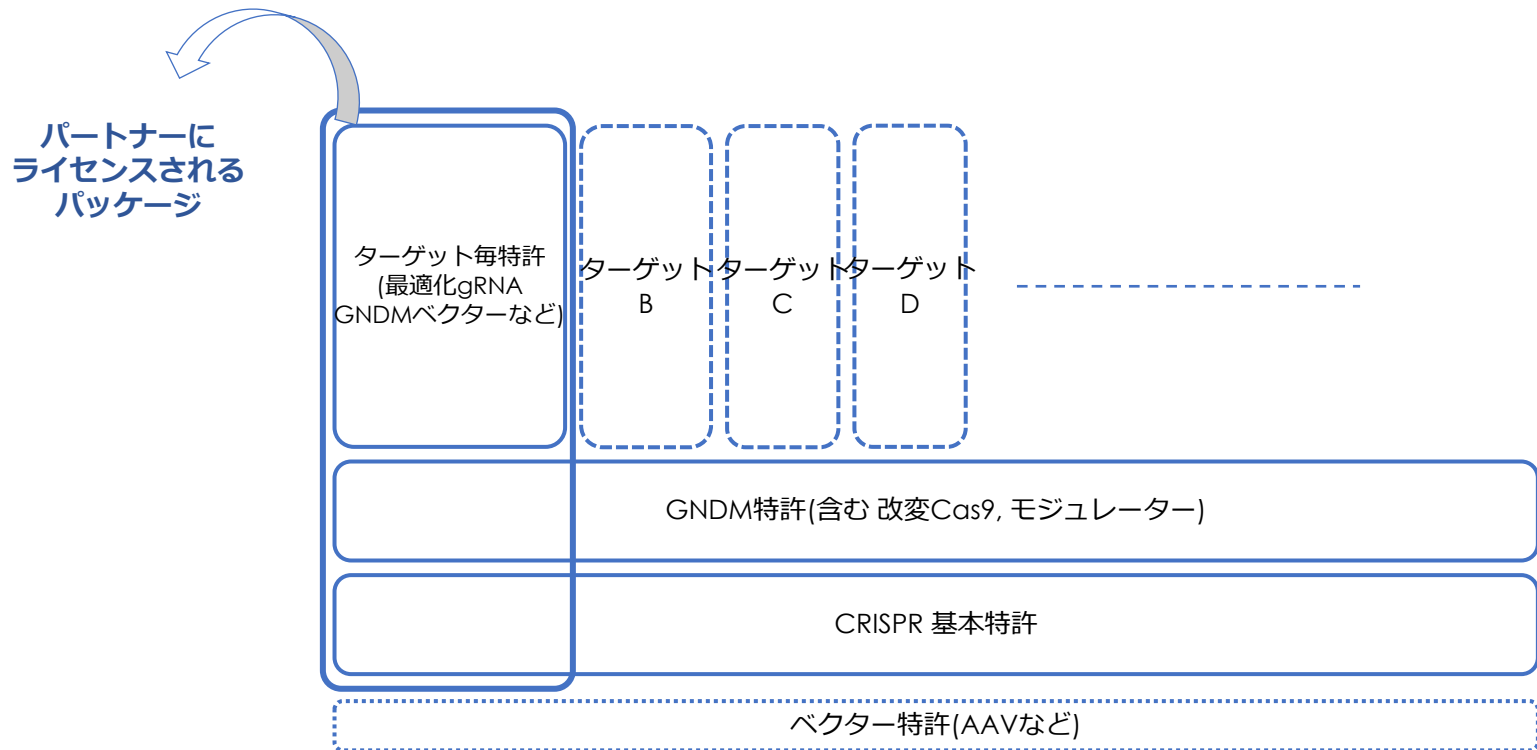 パートナーに
ライセンスされる
パッケージ
ターゲット毎特許
(最適化gRNA
GNDMベクターなど)
ターゲット
B
ターゲット
C
ターゲット
D
GNDM特許(含む 改変Cas9, モジュレーター)
CRISPR 基本特許
ベクター特許(AAVなど)